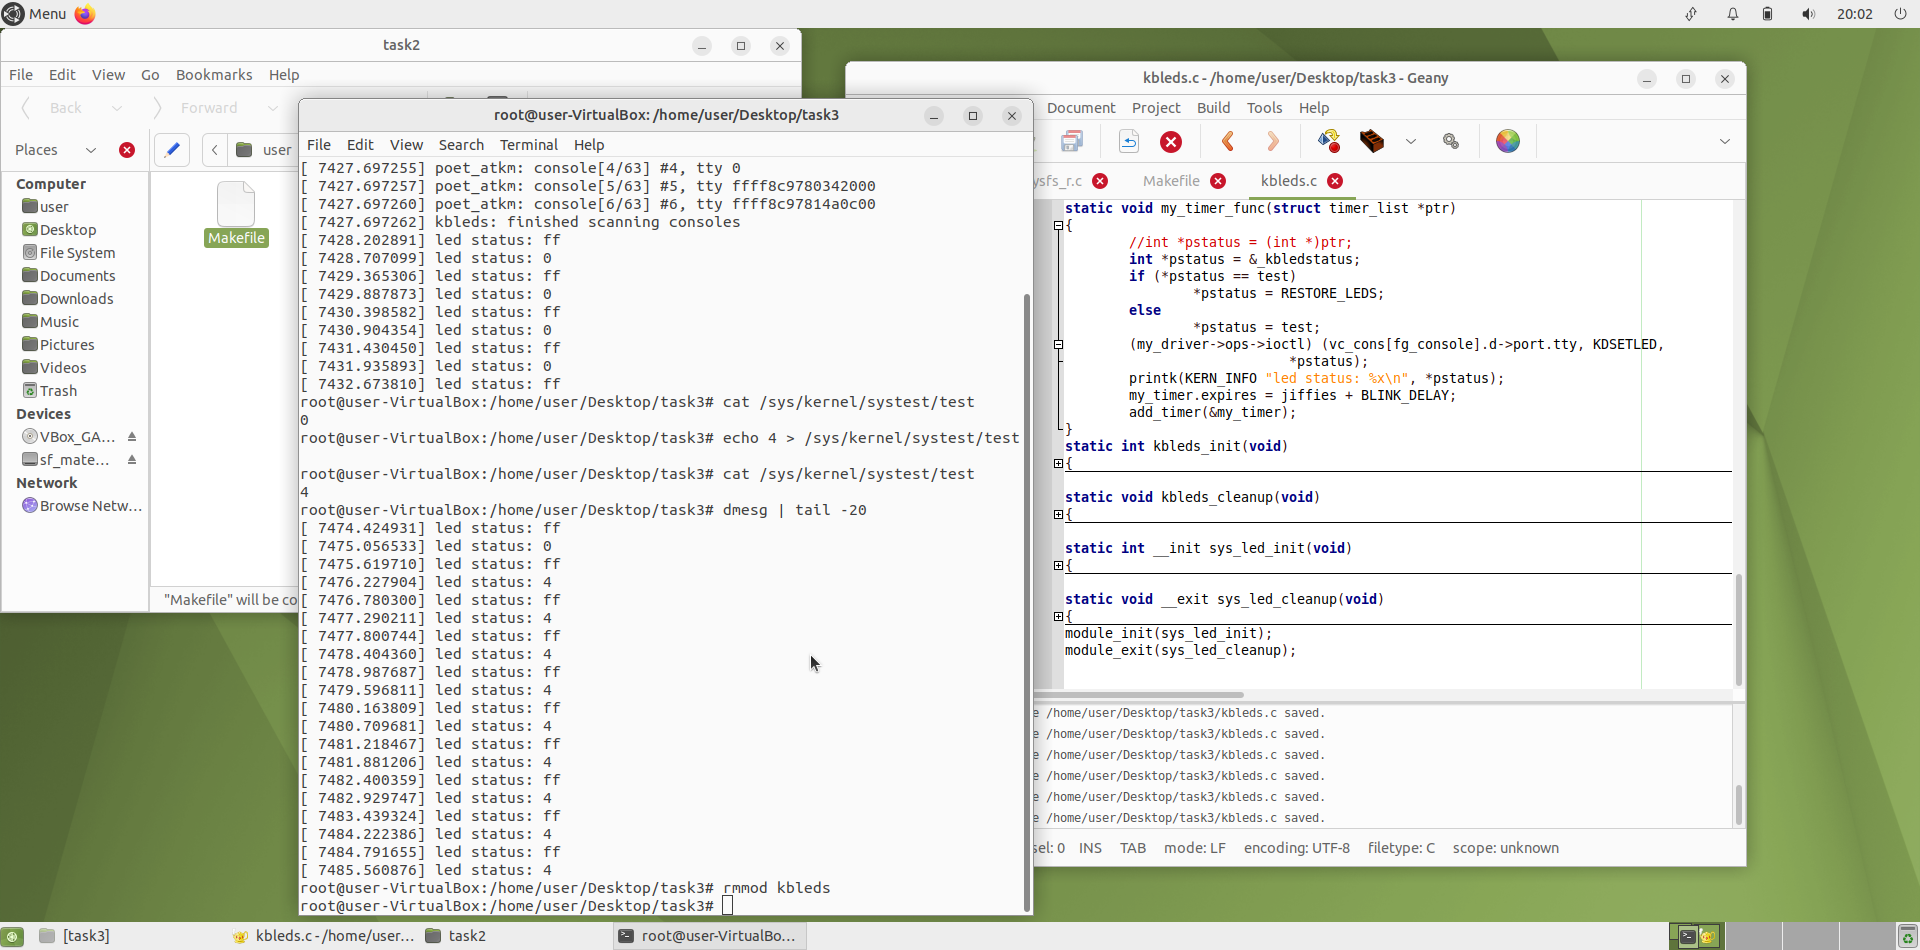 Menu
20:02
task2
File Edit View Go Bookmarks Help
Back Forward
Places
user
Computer
user
Desktop
File System
Documents
Downloads
Music
Pictures
Videos
Trash
Devices
VBox_GA...
sf_mate...
Network
Browse Netw...
Makefile
"Makefile" will be co
root@user-VirtualBox: /home/user/Desktop/task3
File Edit View Search Terminal Help
[ 7427.697255] poet_atkm: console[4/63] #4, tty 0
[ 7427.697257] poet_atkm: console[5/63] #5, tty ffff8c9780342000
[ 7427.697260] poet_atkm: console[6/63] #6, tty ffff8c97814a0c00
[ 7427.697262] kbleds: finished scanning consoles
[ 7428.202891] led status: ff
[ 7428.707099] led status: 0
[ 7429.365306] led status: ff
[ 7429.887873] led status: 0
[ 7430.398582] led status: ff
[ 7430.904354] led status: 0
[ 7431.430450] led status: ff
[ 7431.935893] led status: 0
[ 7432.673810] led status: ff
root@user-VirtualBox:/home/user/Desktop/task3# cat /sys/kernel/systest/test
0
root@user-VirtualBox:/home/user/Desktop/task3# echo 4 > /sys/kernel/systest/test
root@user-VirtualBox:/home/user/Desktop/task3# cat /sys/kernel/systest/test
4
root@user-VirtualBox:/home/user/Desktop/task3# dmesg | tail -20
[ 7474.424931] led status: ff
[ 7475.056533] led status: 0
[ 7475.619710] led status: ff
[ 7476.227904] led status: 4
[ 7476.780300] led status: ff
[ 7477.290211] led status: 4
[ 7477.800744] led status: ff
[ 7478.404360] led status: 4
[ 7478.987687] led status: ff
[ 7479.596811] led status: 4
[ 7480.163809] led status: ff
[ 7480.709681] led status: 4
[ 7481.218467] led status: ff
[ 7481.881206] led status: 4
[ 7482.400359] led status: ff
[ 7482.929747] led status: 4
[ 7483.439324] led status: ff
[ 7484.222386] led status: 4
[ 7484.791655] led status: ff
[ 7485.560876] led status: 4
root@user-VirtualBox:/home/user/Desktop/task3# rmmod kbleds
root@user-VirtualBox:/home/user/Desktop/task3#
kbleds.c - /home/user/Desktop/task3 - Geany
Document Project Build Tools Help
ysfs_r.c Makefile kbleds.c
static void my_timer_func(struct timer_list *ptr)
{
//int *pstatus = (int *)ptr;
int *pstatus = &_kbledstatus;
if (*pstatus == test)
*pstatus = RESTORE_LEDS;
else
*pstatus = test;
(my_driver->ops->ioctl) (vc_cons[fg_console].d->port.tty, KDSETLED,
*pstatus);
printk(KERN_INFO "led status: %x\n", *pstatus);
my_timer.expires = jiffies + BLINK_DELAY;
add_timer(&my_timer);
}
static int kbleds_init(void)
{
static void kbleds_cleanup(void)
{
static int __init sys_led_init(void)
{
static void __exit sys_led_cleanup(void)
{
module_init(sys_led_init);
module_exit(sys_led_cleanup);
e /home/user/Desktop/task3/kbleds.c saved.
e /home/user/Desktop/task3/kbleds.c saved.
e /home/user/Desktop/task3/kbleds.c saved.
e /home/user/Desktop/task3/kbleds.c saved.
e /home/user/Desktop/task3/kbleds.c saved.
e /home/user/Desktop/task3/kbleds.c saved.
sel: 0 INS TAB mode: LF encoding: UTF-8 filetype: C scope: unknown
[task3] kbleds.c - /home/user... task2 root@user-VirtualBo...